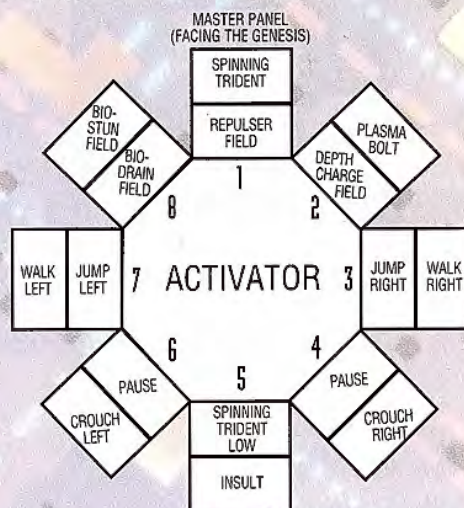 MASTER PANEL
(FACING THE GENESIS)
SPINNING
TRIDENT
REPULSER
FIELD
1
BIO-
STUN
FIELD
BIO-
DRAIN
FIELD
8
PLASMA
BOLT
DEPTH
CHARGE
FIELD
2
WALK
LEFT
JUMP
LEFT
7
ACTIVATOR
3
JUMP
RIGHT
WALK
RIGHT
6
PAUSE
CROUCH
LEFT
5
SPINNING
TRIDENT
LOW
INSULT
4
PAUSE
CROUCH
RIGHT